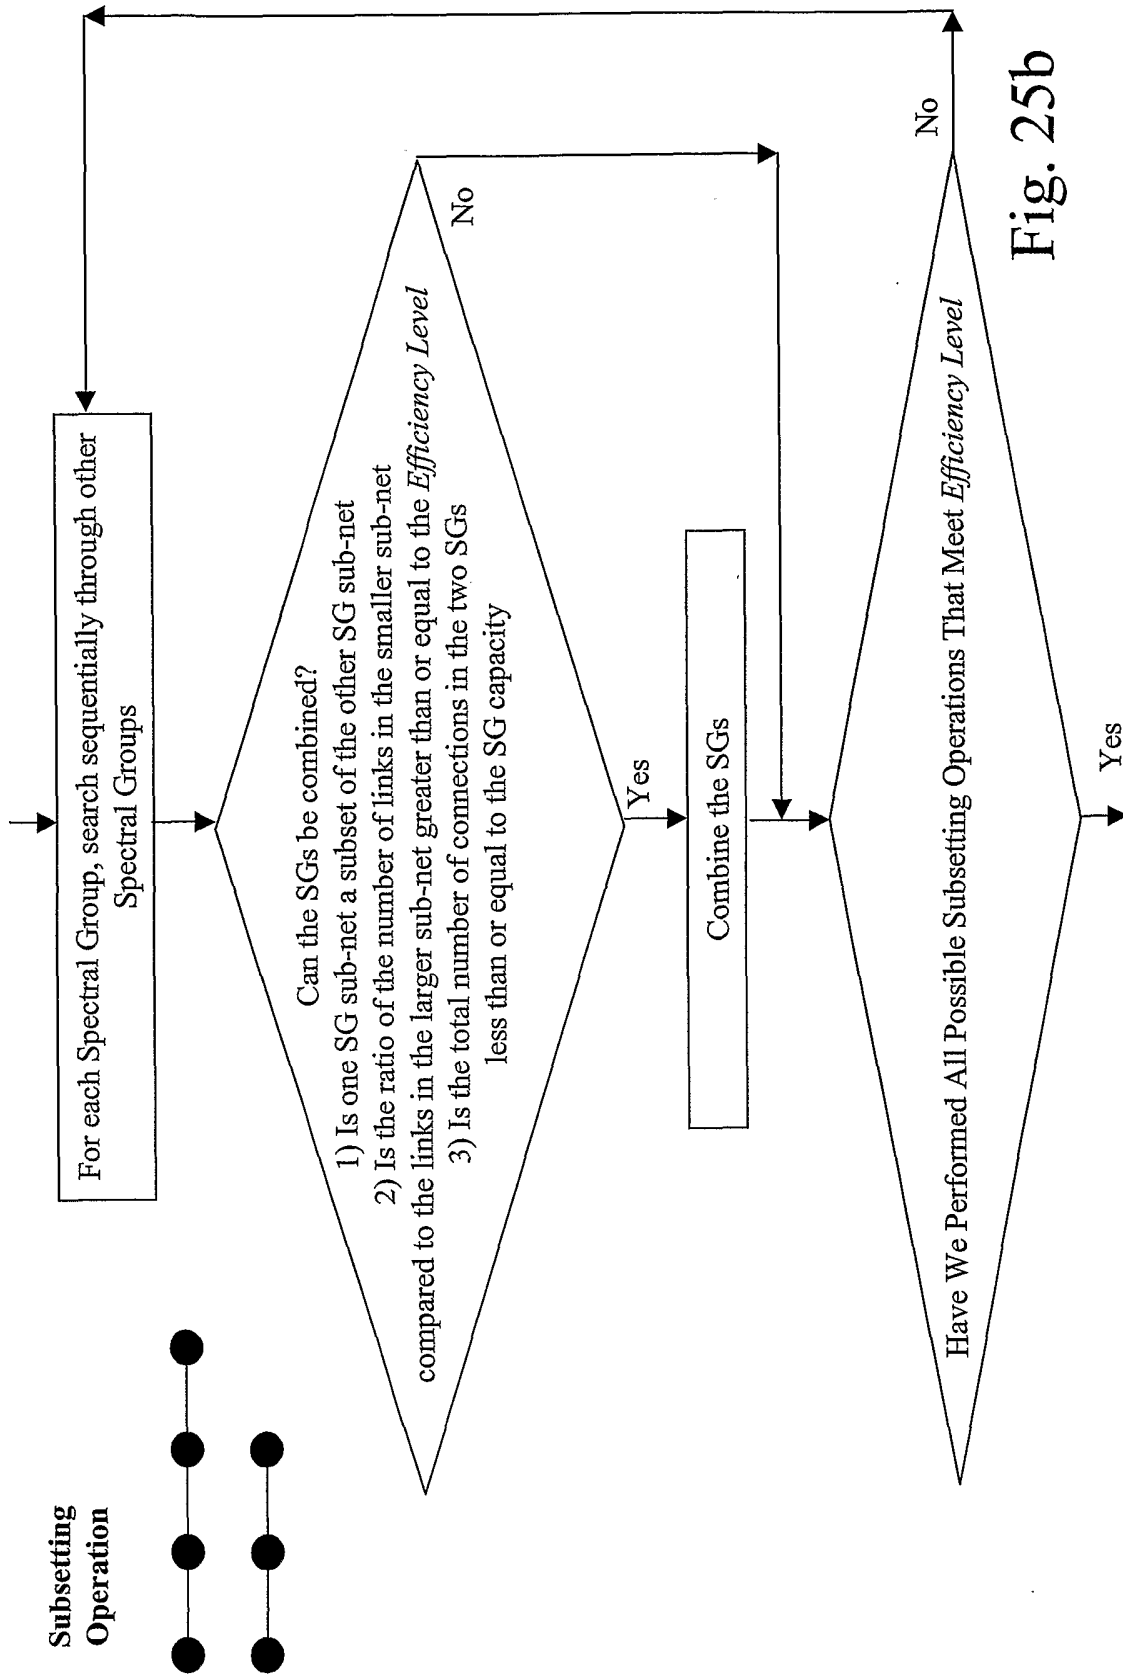 Subsetting
Operation
For each Spectral Group, search sequentially through other
Spectral Groups
Can the SGs be combined?
1) Is one SG sub-net a subset of the other SG sub-net
2) Is the ratio of the number of links in the smaller sub-net
compared to the links in the larger sub-net greater than or equal to the Efficiency Level
3) Is the total number of connections in the two SGs
less than or equal to the SG capacity
No
Yes
Combine the SGs
Have We Performed All Possible Subsetting Operations That Meet Efficiency Level
No
Yes
Fig. 25b